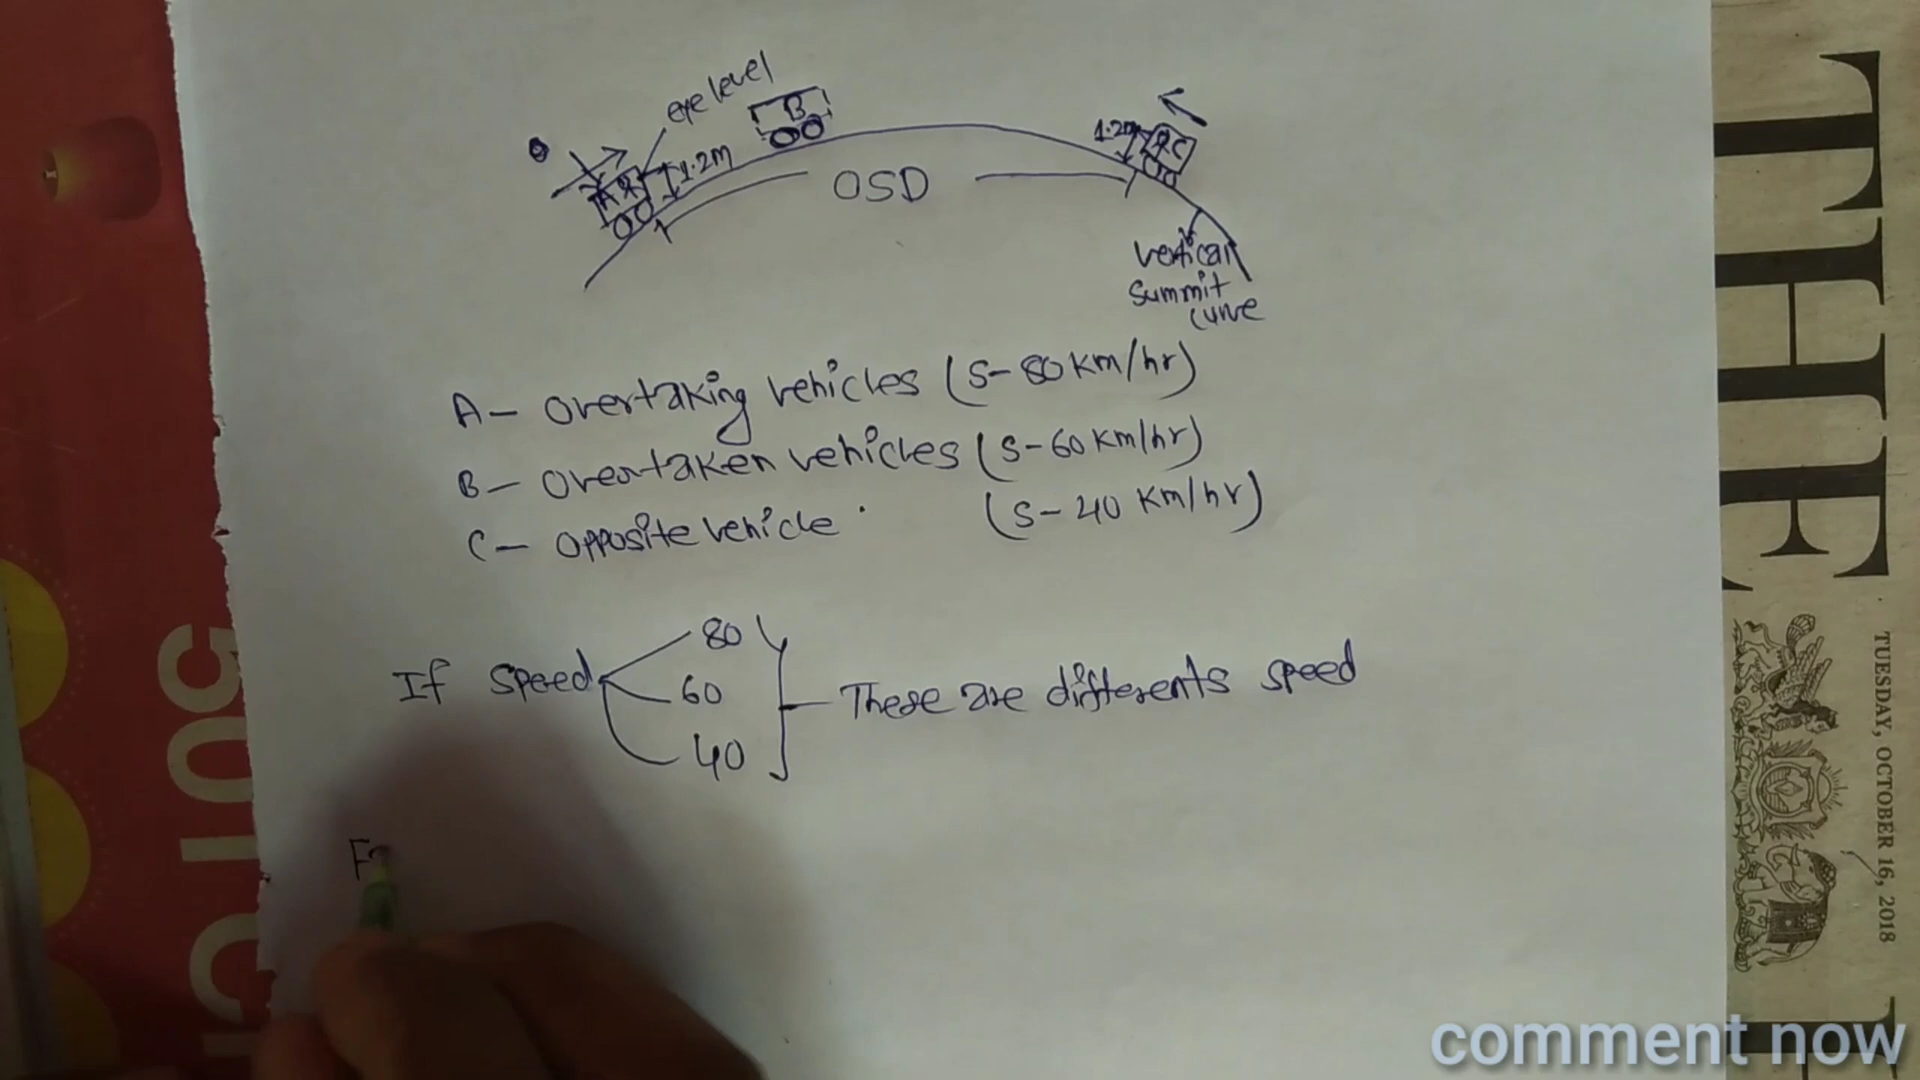 eye level
B
1.2m
1.2m
A
C
OSD
vertical
summit
curve
A - overtaking vehicles (S- 80 km/hr)
B - overtaken vehicles (S- 60 km/hr)
C - opposite vehicle (S- 40 km/hr)
If speed
80
60
40
These are differents speed
THE
TUESDAY, OCTOBER 16, 2018
comment now